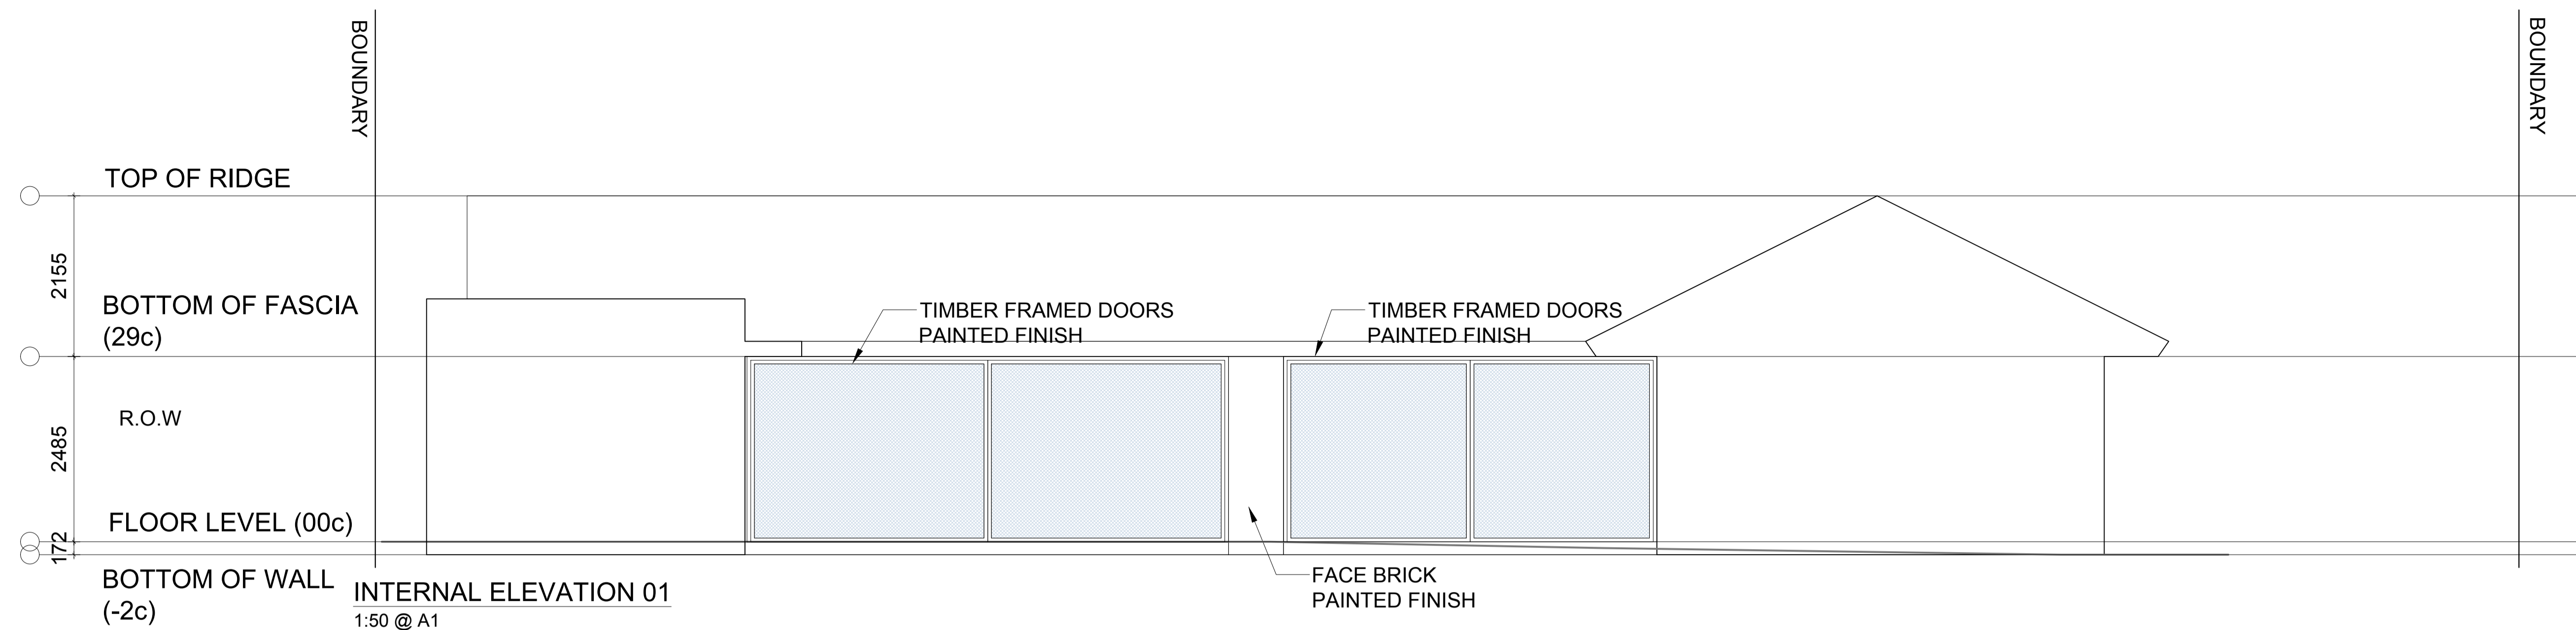 BOUNDARY
BOUNDARY
TOP OF RIDGE
2155
BOTTOM OF FASCIA
(29c)
TIMBER FRAMED DOORS
PAINTED FINISH
TIMBER FRAMED DOORS
PAINTED FINISH
R.O.W
2485
FLOOR LEVEL (00c)
172
BOTTOM OF WALL
(-2c)
INTERNAL ELEVATION 01
1:50 @ A1
FACE BRICK
PAINTED FINISH